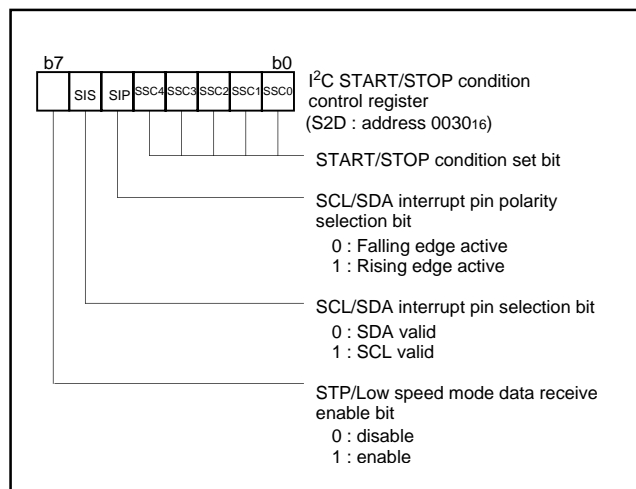 b7 b0
SIS SIP SSC4 SSC3 SSC2 SSC1 SSC0
I²C START/STOP condition
control register
(S2D : address 0030₁₆)
START/STOP condition set bit
SCL/SDA interrupt pin polarity
selection bit
0 : Falling edge active
1 : Rising edge active
SCL/SDA interrupt pin selection bit
0 : SDA valid
1 : SCL valid
STP/Low speed mode data receive
enable bit
0 : disable
1 : enable